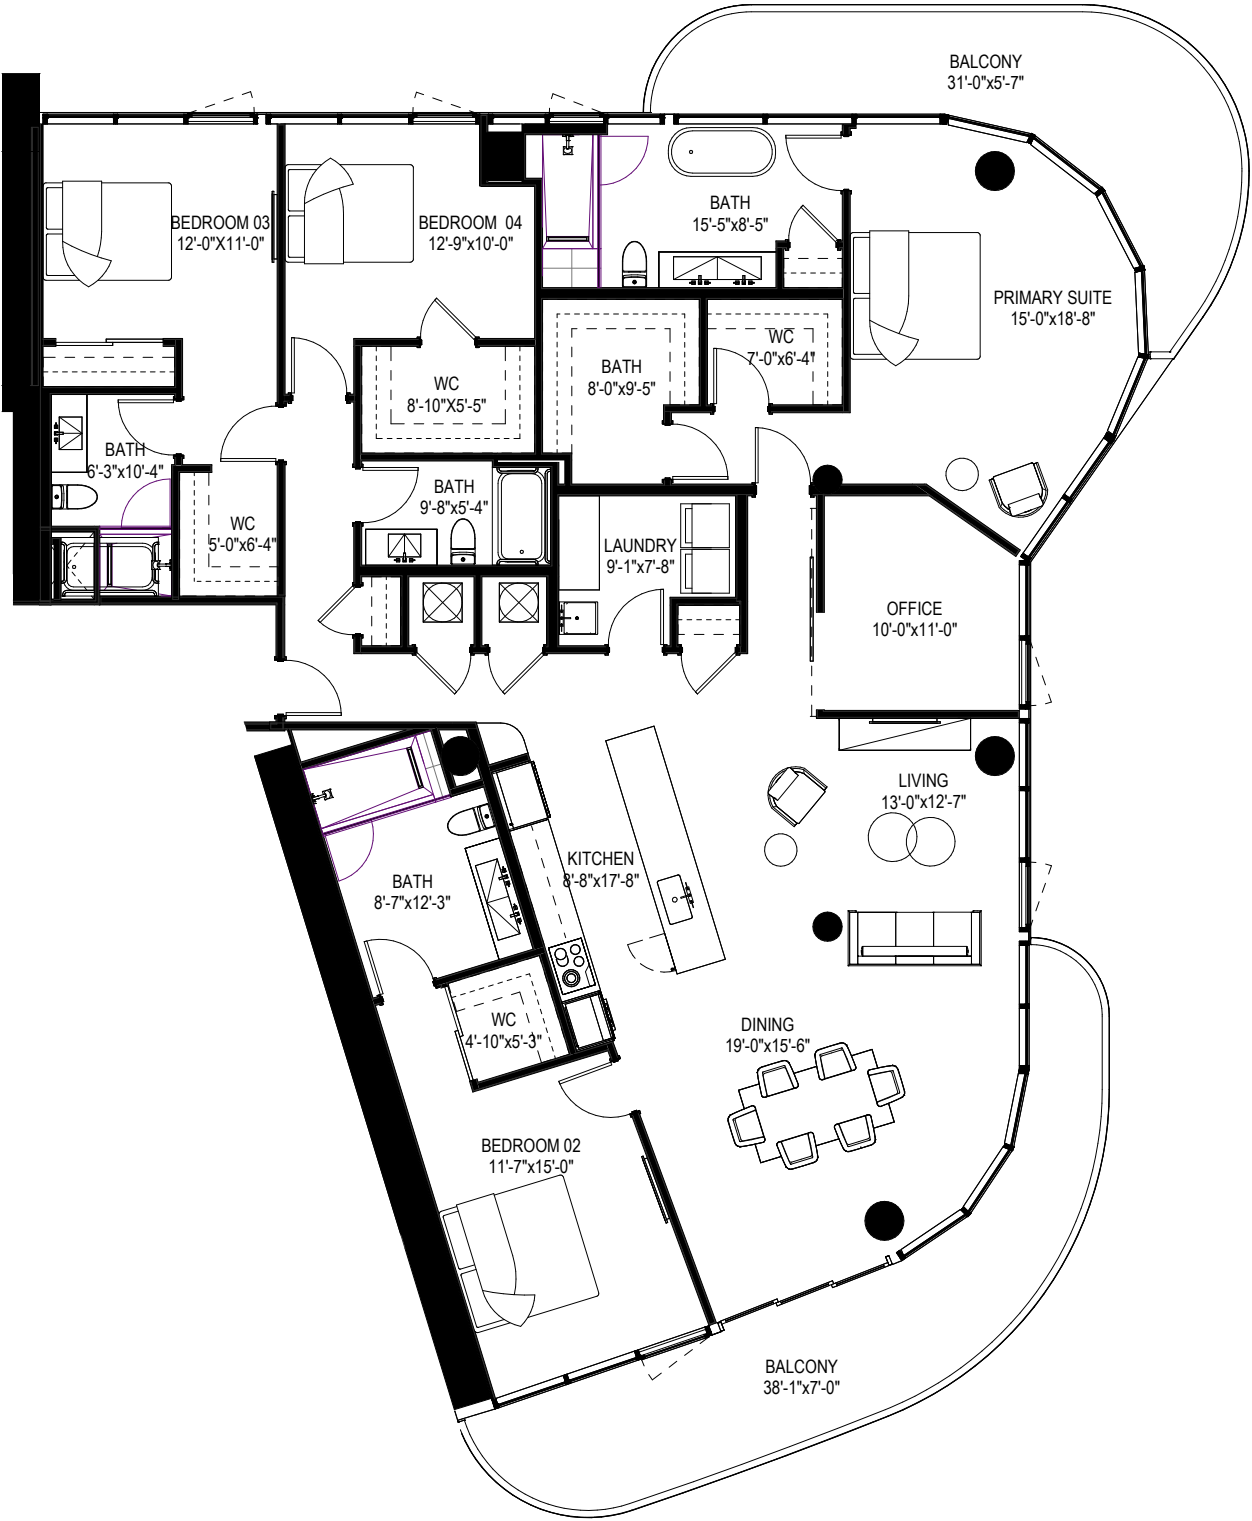 BALCONY
31'-0"x5'-7"
BEDROOM 03
12'-0"X11'-0"
BEDROOM 04
12'-9"x10'-0"
BATH
15'-5"x8'-5"
PRIMARY SUITE
15'-0"x18'-8"
WC
8'-10"X5'-5"
BATH
8'-0"x9'-5"
WC
7'-0"x6'-4"
BATH
6'-3"x10'-4"
WC
5'-0"x6'-4"
BATH
9'-8"x5'-4"
LAUNDRY
9'-1"x7'-8"
OFFICE
10'-0"x11'-0"
LIVING
13'-0"x12'-7"
KITCHEN
8'-8"x17'-8"
BATH
8'-7"x12'-3"
WC
4'-10"x5'-3"
DINING
19'-0"x15'-6"
BEDROOM 02
11'-7"x15'-0"
BALCONY
38'-1"x7'-0"